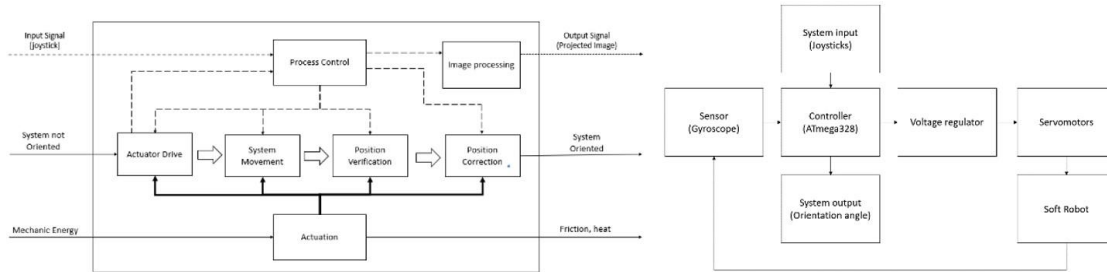 Input Signal
(joystick)
Output Signal
(Projected Image)
Process Control
Image processing
System not
Oriented
Actuator Drive
System
Movement
Position
Verification
Position
Correction
System
Oriented
Mechanic Energy
Actuation
Friction, heat
System input
(Joysticks)
Sensor
(Gyroscope)
Controller
(ATmega328)
Voltage regulator
Servomotors
System output
(Orientation angle)
Soft Robot